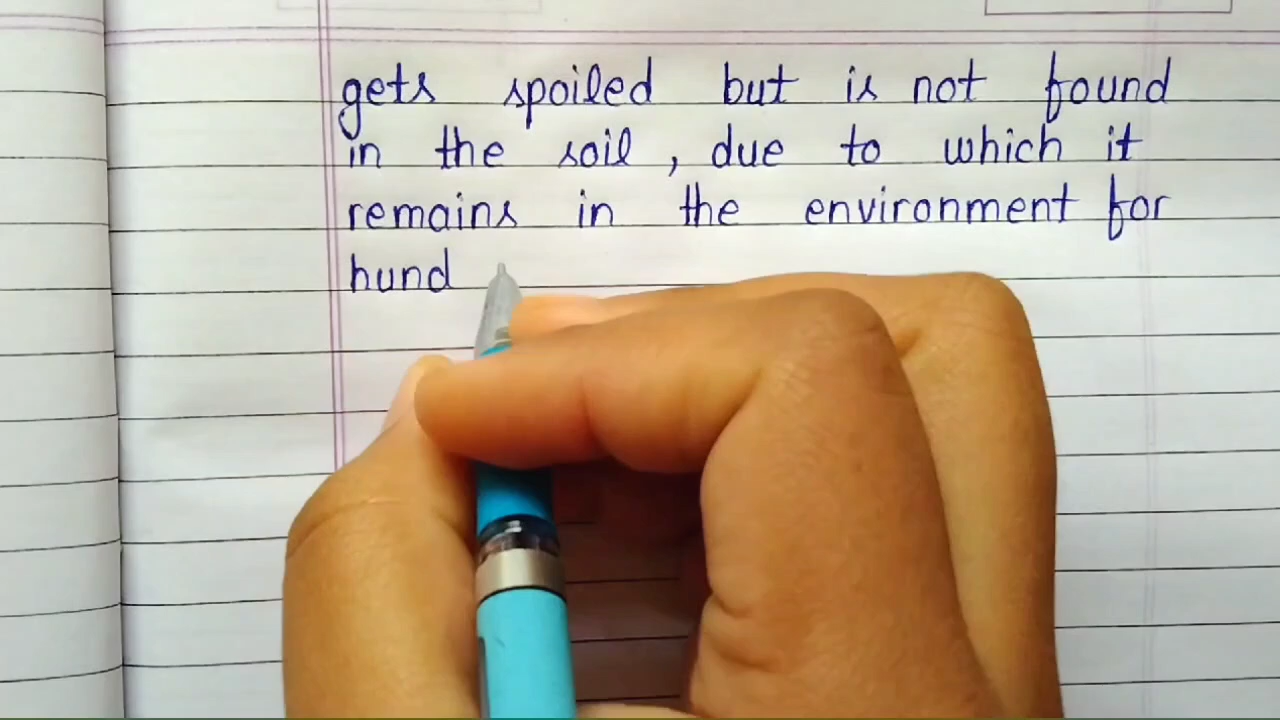 gets spoiled but is not found
in the soil, due to which it
remains in the environment for
hund